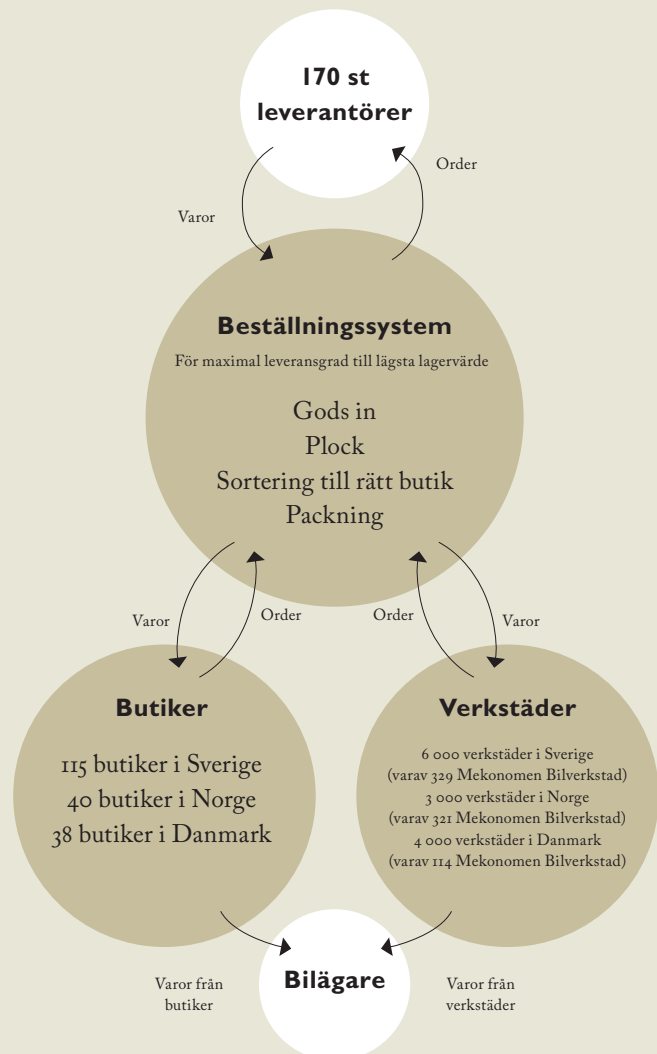 170 st
leverantörer
Order
Varor
Beställningssystem
För maximal leveransgrad till lägsta lagervärde
Gods in
Plock
Sortering till rätt butik
Packning
Varor
Order
Order
Varor
Butiker
115 butiker i Sverige
40 butiker i Norge
38 butiker i Danmark
Verkstäder
6 000 verkstäder i Sverige
(varav 329 Mekonomen Bilverkstad)
3 000 verkstäder i Norge
(varav 321 Mekonomen Bilverkstad)
4 000 verkstäder i Danmark
(varav 114 Mekonomen Bilverkstad)
Bilägare
Varor från
butiker
Varor från
verkstäder